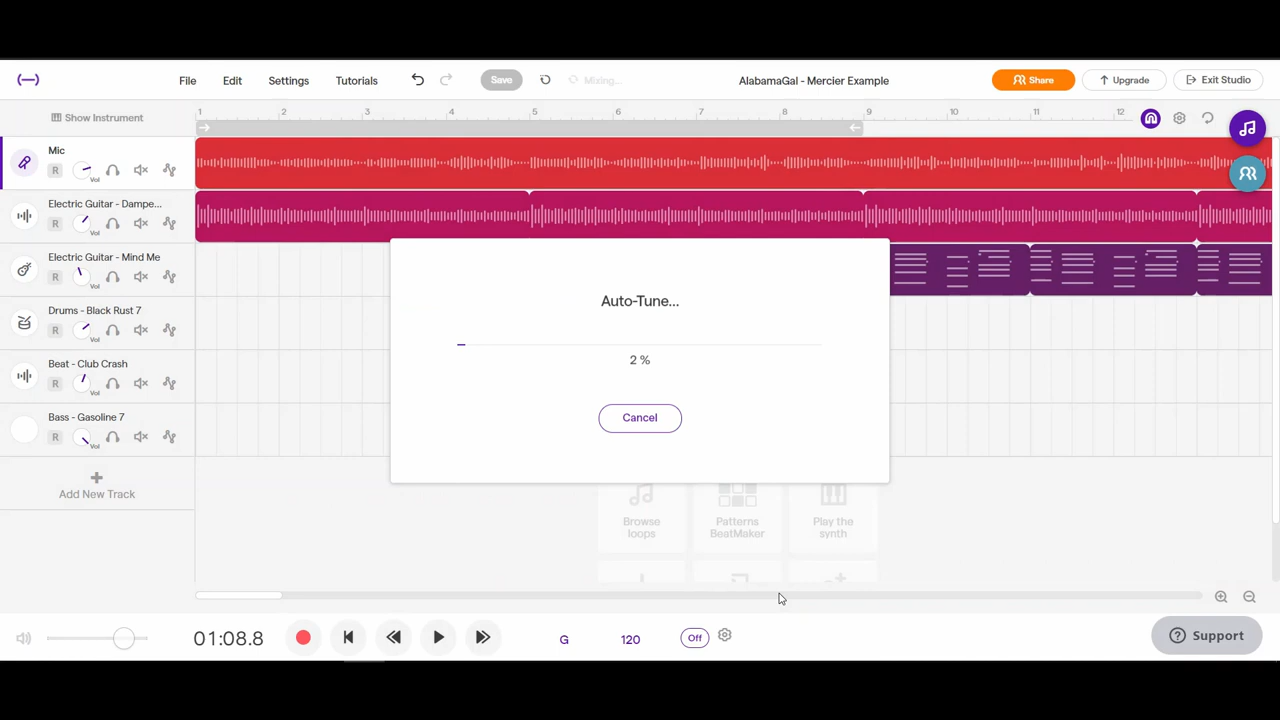 File Edit Settings Tutorials Save Mixing... AlabamaGal - Mercier Example Share Upgrade Exit Studio
Show Instrument 1 2 3 4 5 6 7 8 9 10 11 12
Mic
R Vol
Electric Guitar - Dampe...
R Vol
Electric Guitar - Mind Me
R Vol
Drums - Black Rust 7
R Vol
Beat - Club Crash
R Vol
Bass - Gasoline 7
R Vol
Add New Track
Auto-Tune...
2 %
Cancel
Browse loops
Patterns BeatMaker
Play the synth
01:08.8 G 120 Off Support